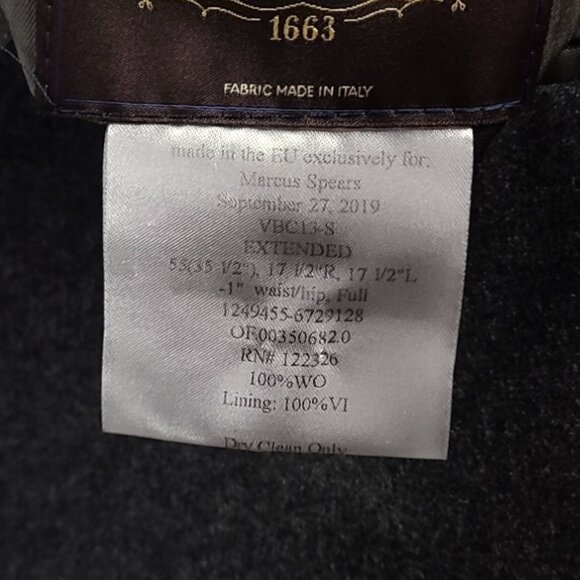 1663
FABRIC MADE IN ITALY
made in the EU exclusively for:
Marcus Spears
September 27, 2019
VBC13-S
EXTENDED
55(35 1/2"), 17 1/2"R, 17 1/2"L
-1" waist/hip, Full
1249455-6729128
OF.00350682.0
RN# 122326
100%WO
Lining: 100%VI
Dry Clean Only